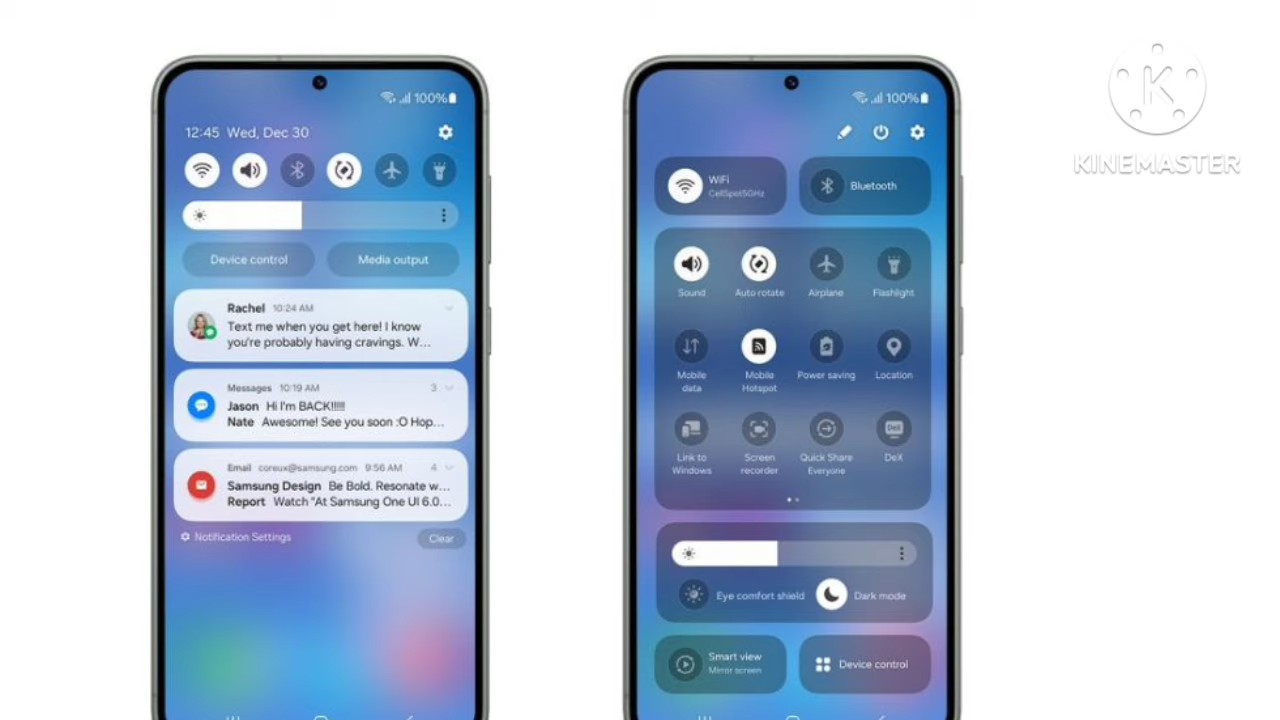 100%
12:45 Wed, Dec 30
Device control
Media output
Rachel 10:24 AM
Text me when you get here! I know
you're probably having cravings. W...
Messages 10:19 AM 3
Jason Hi I'm BACK!!!!!
Nate Awesome! See you soon :O Hop...
Email coreux@samsung.com 9:56 AM 4
Samsung Design Be Bold. Resonate w...
Report Watch "At Samsung One UI 6.0...
Notification Settings
Clear
100%
WiFi
CellSpot5GHz
Bluetooth
Sound
Auto rotate
Airplane
Flashlight
Mobile
data
Mobile
Hotspot
Power saving
Location
Link to
Windows
Screen
recorder
Quick Share
Everyone
DeX
DeX
Eye comfort shield
Dark mode
Smart view
Mirror screen
Device control
K
KINEMASTER